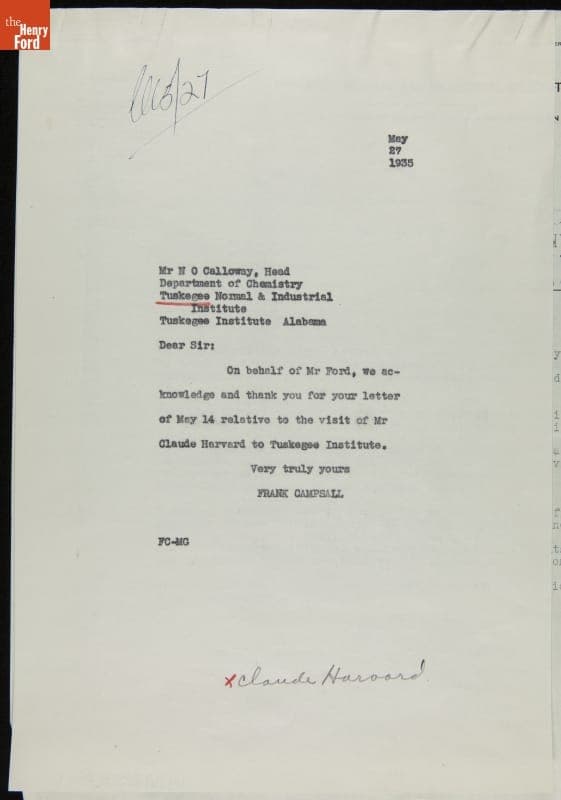 the
Henry
Ford
5/27
May
27
1935
Mr N O Calloway, Head
Department of Chemistry
Tuskegee Normal & Industrial
Institute
Tuskegee Institute Alabama
Dear Sir:
On behalf of Mr Ford, we ac-
knowledge and thank you for your letter
of May 14 relative to the visit of Mr
Claude Harvard to Tuskegee Institute.
Very truly yours
FRANK CAMPSALL
FC-MG
x Claude Harvard